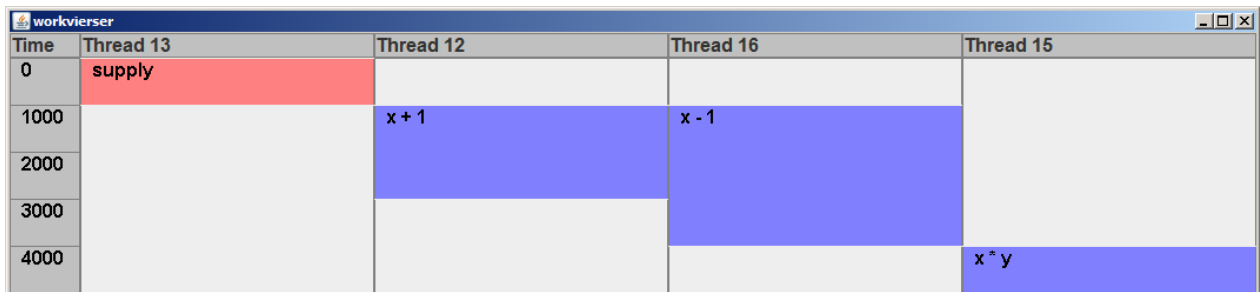 workvierser
Time Thread 13 Thread 12 Thread 16 Thread 15
0 supply
1000 x + 1 x - 1
2000
3000
4000 x * y